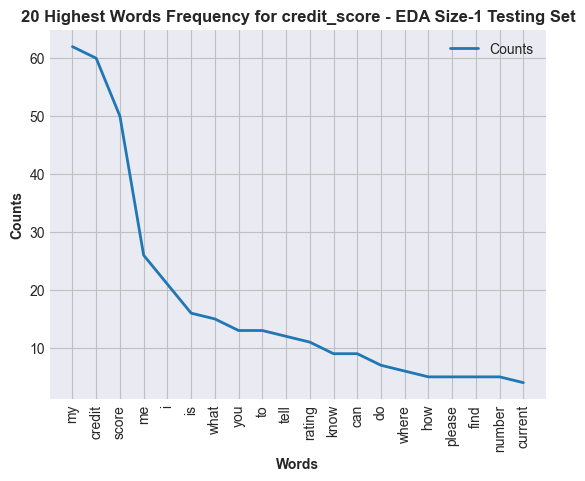 20 Highest Words Frequency for credit_score - EDA Size-1 Testing Set
Counts
60
50
40
30
20
10
Counts
my
credit
score
me
i
is
what
you
to
tell
rating
know
can
do
where
how
please
find
number
current
Words